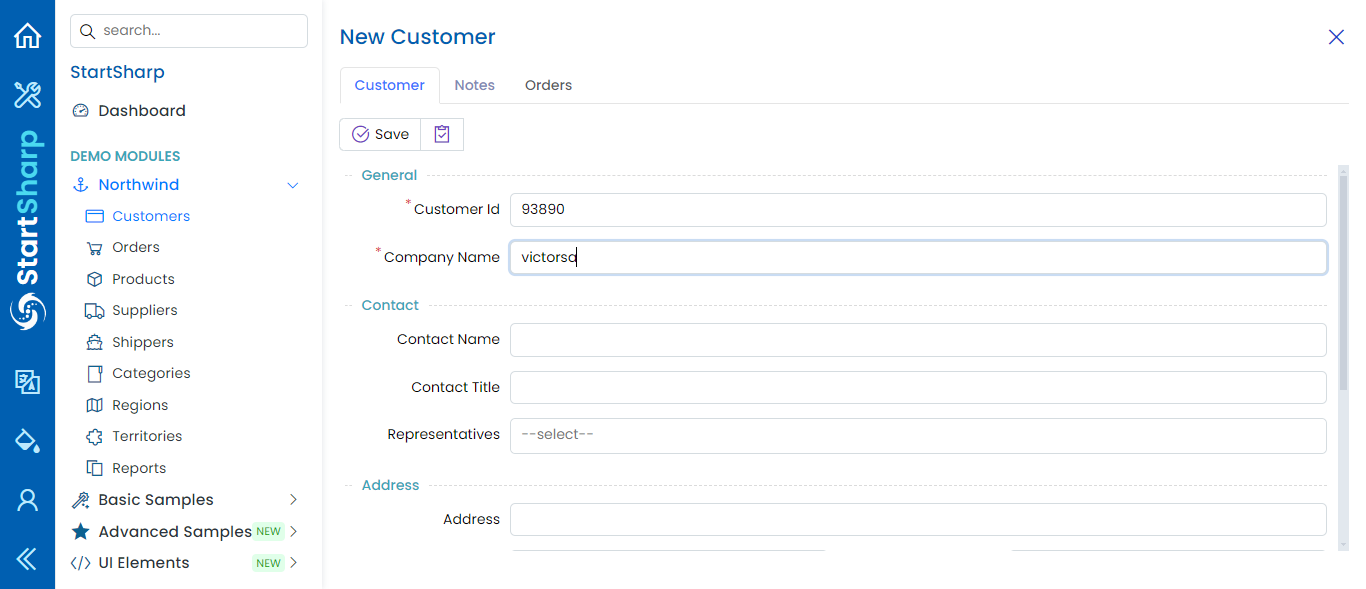 search...
StartSharp
Dashboard
DEMO MODULES
Northwind
Customers
Orders
Products
Suppliers
Shippers
Categories
Regions
Territories
Reports
Basic Samples
Advanced Samples NEW
UI Elements NEW
StartSharp
New Customer
Customer Notes Orders
Save
General
* Customer Id 93890
* Company Name victorsa
Contact
Contact Name
Contact Title
Representatives --select--
Address
Address